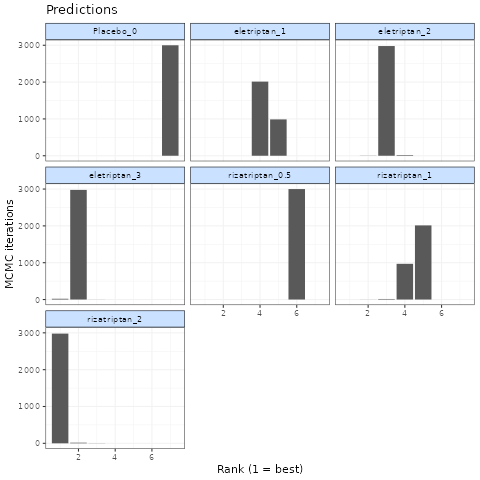 Predictions
Placebo_0 eletriptan_1 eletriptan_2
3000
2000
1000
0
eletriptan_3 rizatriptan_0.5 rizatriptan_1
3000
2000
1000
0
2 4 6 2 4 6
rizatriptan_2
3000
2000
1000
0
2 4 6
MCMC iterations
Rank (1 = best)